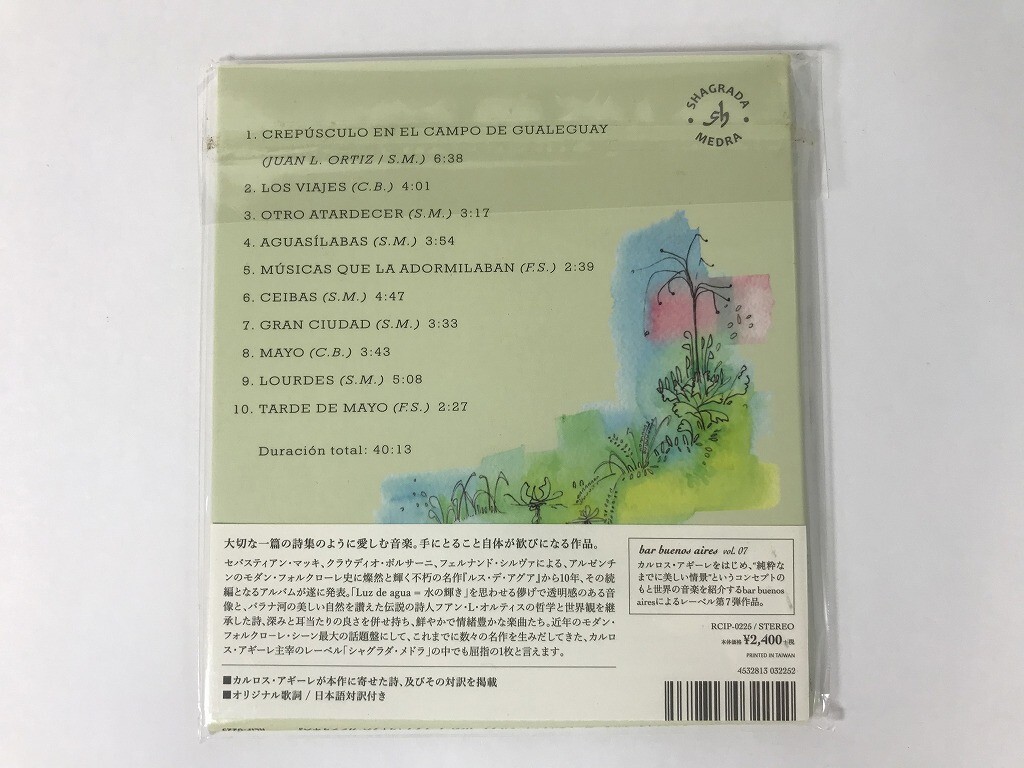 SHAGRADA
sh
MEDRA
1. CREPÚSCULO EN EL CAMPO DE GUALEGUAY
(JUAN L. ORTIZ / S.M.) 6:38
2. LOS VIAJES (C.B.) 4:01
3. OTRO ATARDECER (S.M.) 3:17
4. AGUASÍLABAS (S.M.) 3:54
5. MÚSICAS QUE LA ADORMILABAN (F.S.) 2:39
6. CEIBAS (S.M.) 4:47
7. GRAN CIUDAD (S.M.) 3:33
8. MAYO (C.B.) 3:43
9. LOURDES (S.M.) 5:08
10. TARDE DE MAYO (F.S.) 2:27
Duración total: 40:13
大切な一篇の詩集のように愛しむ音楽。手にとること自体が歓びになる作品。
セバスティアン・マッキ、クラウディオ・ボルサーニ、フェルナンド・シルヴァによる、アルゼンチ
ンのモダン・フォルクローレ史に燦然と輝く不朽の名作『ルス・デ・アグア』から10年、その続
編となるアルバムが遂に発表。「Luz de agua = 水の輝き」を思わせる儚げで透明感のある音
像と、パラナ河の美しい自然を讃えた伝説の詩人フアン・L・オルティスの哲学と世界観を継
承した詩、深みと耳当たりの良さを併せ持ち、鮮やかで情緒豊かな楽曲たち。近年のモダン・
フォルクローレ・シーン最大の話題盤にして、これまでに数々の名作を生みだしてきた、カルロ
ス・アギーレ主宰のレーベル「シャグラダ・メドラ」の中でも屈指の1枚と言えます。
■カルロス・アギーレが本作に寄せた詩、及びその対訳を掲載
■オリジナル歌詞 / 日本語対訳付き
bar buenos aires vol. 07
カルロス・アギーレをはじめ、“純粋な
までに美しい情景”というコンセプトの
もと世界の音楽を紹介するbar buenos
airesによるレーベル第7弾作品。
RCIP-0225 / STEREO
本体価格 ¥2,400+税
PRINTED IN TAIWAN
4532813 032252